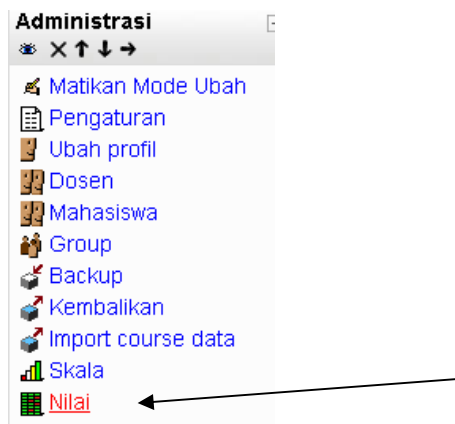 Administrasi
Matikan Mode Ubah
Pengaturan
Ubah profil
Dosen
Mahasiswa
Group
Backup
Kembalikan
Import course data
Skala
Nilai